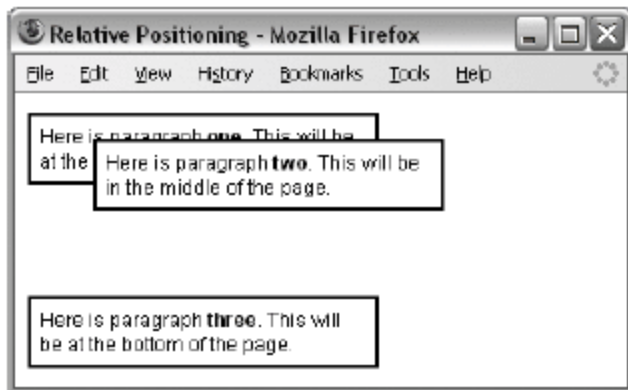 Relative Positioning - Mozilla Firefox
File Edit View History Bookmarks Tools Help
Here is paragraph one. This will be
at the
Here is paragraph two. This will be
in the middle of the page.
Here is paragraph three. This will
be at the bottom of the page.